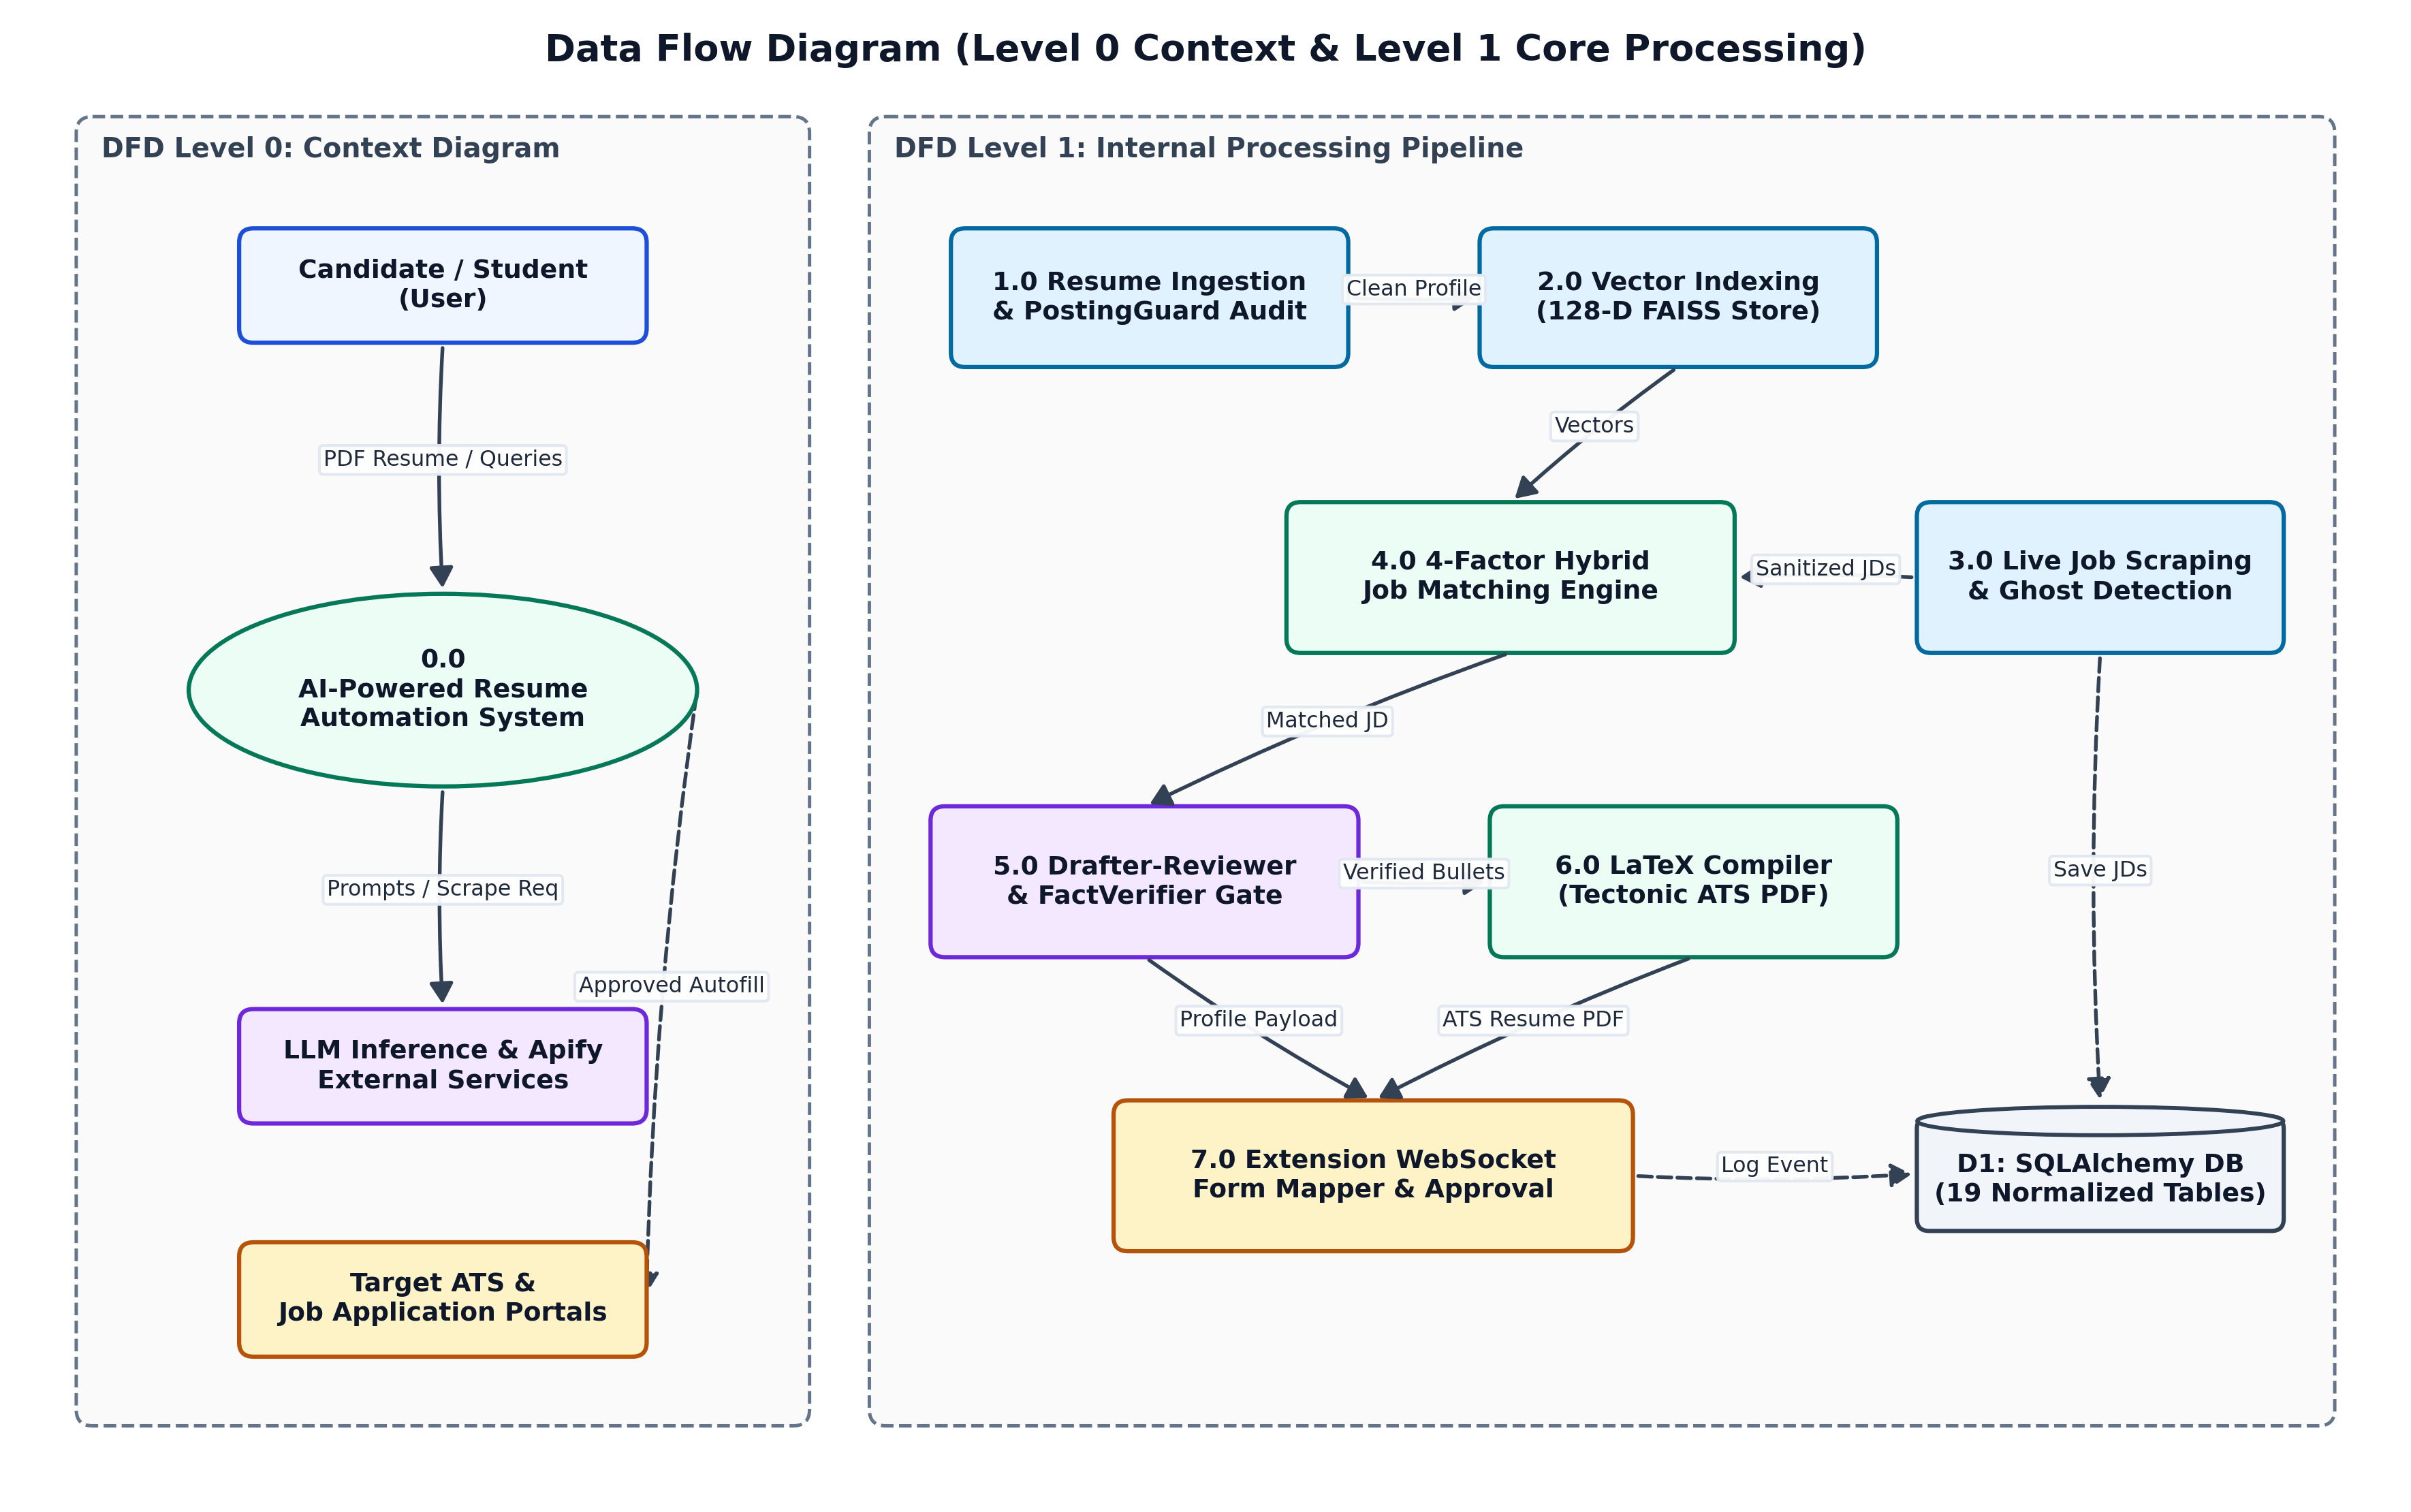 Data Flow Diagram (Level 0 Context & Level 1 Core Processing)
DFD Level 0: Context Diagram
Candidate / Student
(User)
PDF Resume / Queries
0.0
AI-Powered Resume
Automation System
Prompts / Scrape Req
Approved Autofill
LLM Inference & Apify
External Services
Target ATS &
Job Application Portals
DFD Level 1: Internal Processing Pipeline
1.0 Resume Ingestion
& PostingGuard Audit
Clean Profile
2.0 Vector Indexing
(128-D FAISS Store)
Vectors
4.0 4-Factor Hybrid
Job Matching Engine
Sanitized JDs
3.0 Live Job Scraping
& Ghost Detection
Matched JD
5.0 Drafter-Reviewer
& FactVerifier Gate
Verified Bullets
6.0 LaTeX Compiler
(Tectonic ATS PDF)
Save JDs
Profile Payload
ATS Resume PDF
7.0 Extension WebSocket
Form Mapper & Approval
Log Event
D1: SQLAlchemy DB
(19 Normalized Tables)